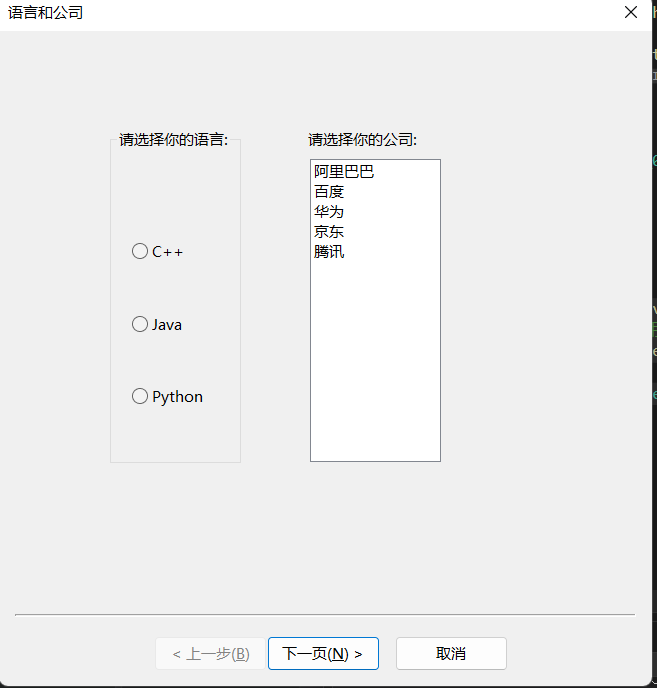 语言和公司
请选择你的语言:
C++
Java
Python
请选择你的公司:
阿里巴巴
百度
华为
京东
腾讯
< 上一步(B)
下一页(N) >
取消